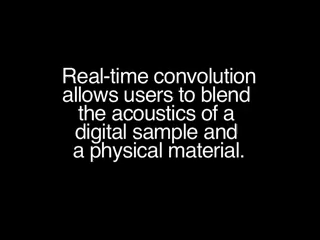 Real-time convolution
allows users to blend
the acoustics of a
digital sample and
a physical material.